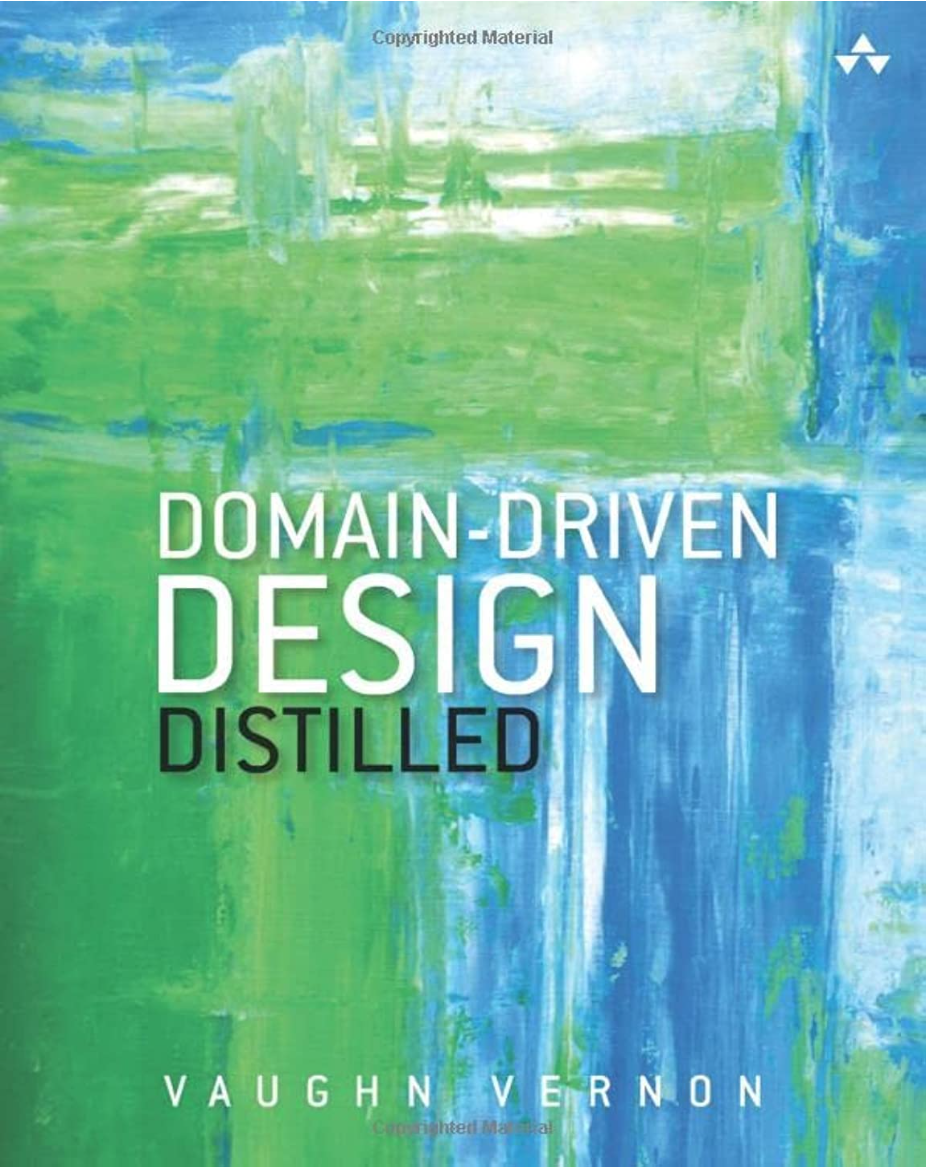 Copyrighted Material
DOMAIN-DRIVEN
DESIGN
DISTILLED
VAUGHN VERNON
Copyrighted Material